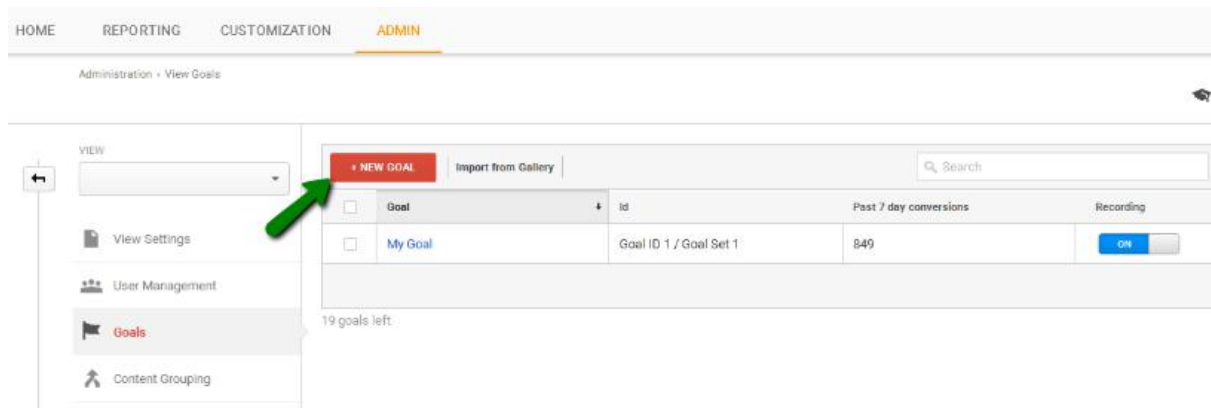 HOME REPORTING CUSTOMIZATION ADMIN
Administration › View Goals
VIEW
+ NEW GOAL Import from Gallery Search
Goal Id Past 7 day conversions Recording
View Settings
My Goal Goal ID 1 / Goal Set 1 849 ON
User Management
19 goals left
Goals
Content Grouping